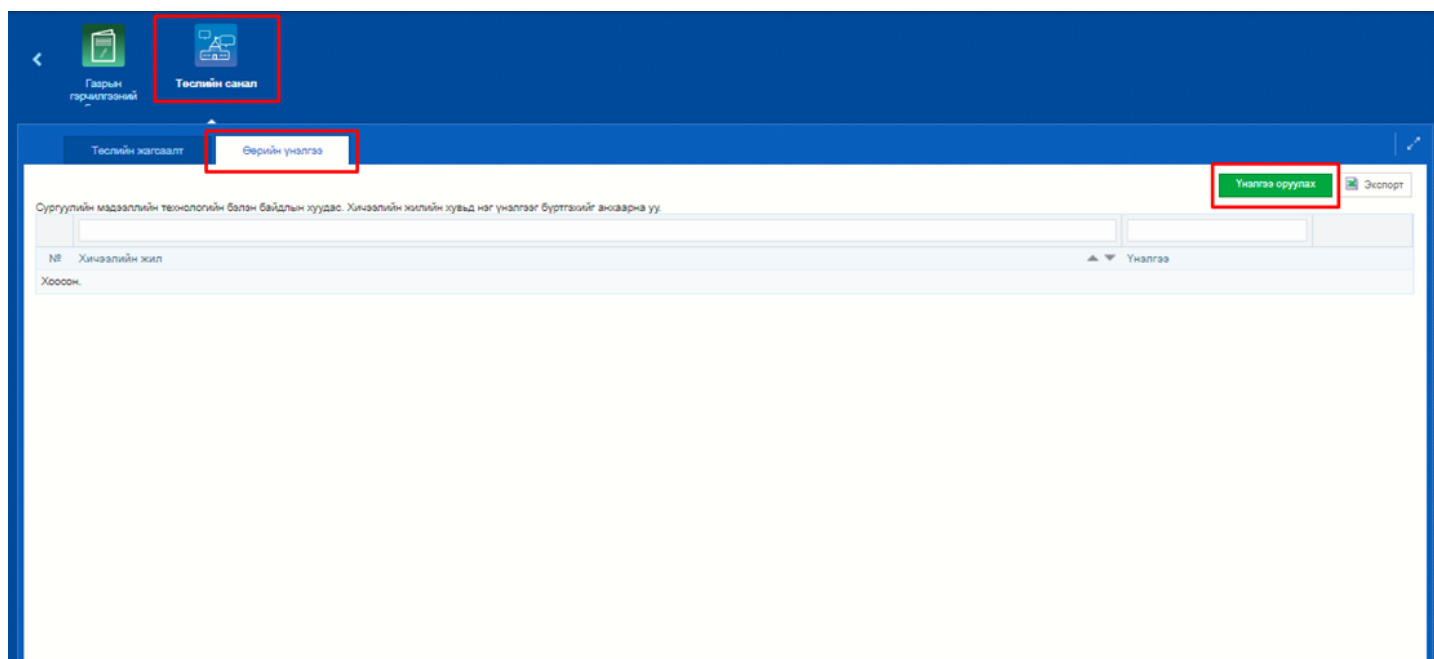 Газрын
гэрчилгээний
Төслийн санал
Төслийн жагсаалт
Өөрийн үнэлгээ
Үнэлгээ оруулах
Экспорт
Сургуулийн мэдээллийн технологийн бэлэн байдлын хуудас. Хичээлийн жилийн хувьд нэг үнэлгээг бүртгэхийг анхаарна уу.
№ Хичээлийн жил Үнэлгээ
Хоосон.